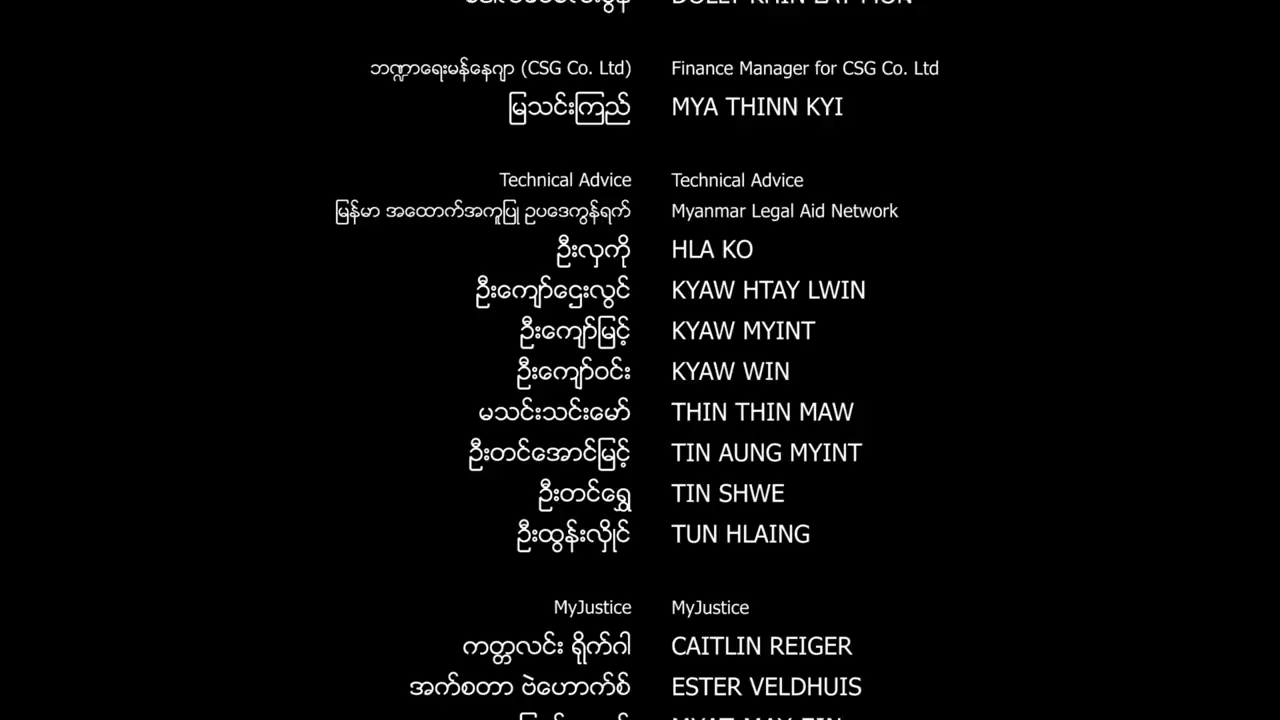 ဘဏ္ဍာရေးမန်နေဂျာ (CSG Co. Ltd) Finance Manager for CSG Co. Ltd
မြသင်းကြည် MYA THINN KYI
Technical Advice Technical Advice
မြန်မာ အထောက်အကူပြု ဥပဒေကွန်ရက် Myanmar Legal Aid Network
ဦးလှကို HLA KO
ဦးကျော်ဌေးလွင် KYAW HTAY LWIN
ဦးကျော်မြင့် KYAW MYINT
ဦးကျော်ဝင်း KYAW WIN
မသင်းသင်းမော် THIN THIN MAW
ဦးတင်အောင်မြင့် TIN AUNG MYINT
ဦးတင်ရွှေ TIN SHWE
ဦးထွန်းလှိုင် TUN HLAING
MyJustice MyJustice
ကတ္တလင်း ရိုက်ဂါ CAITLIN REIGER
အက်စတာ ဗဲဟောက်စ် ESTER VELDHUIS